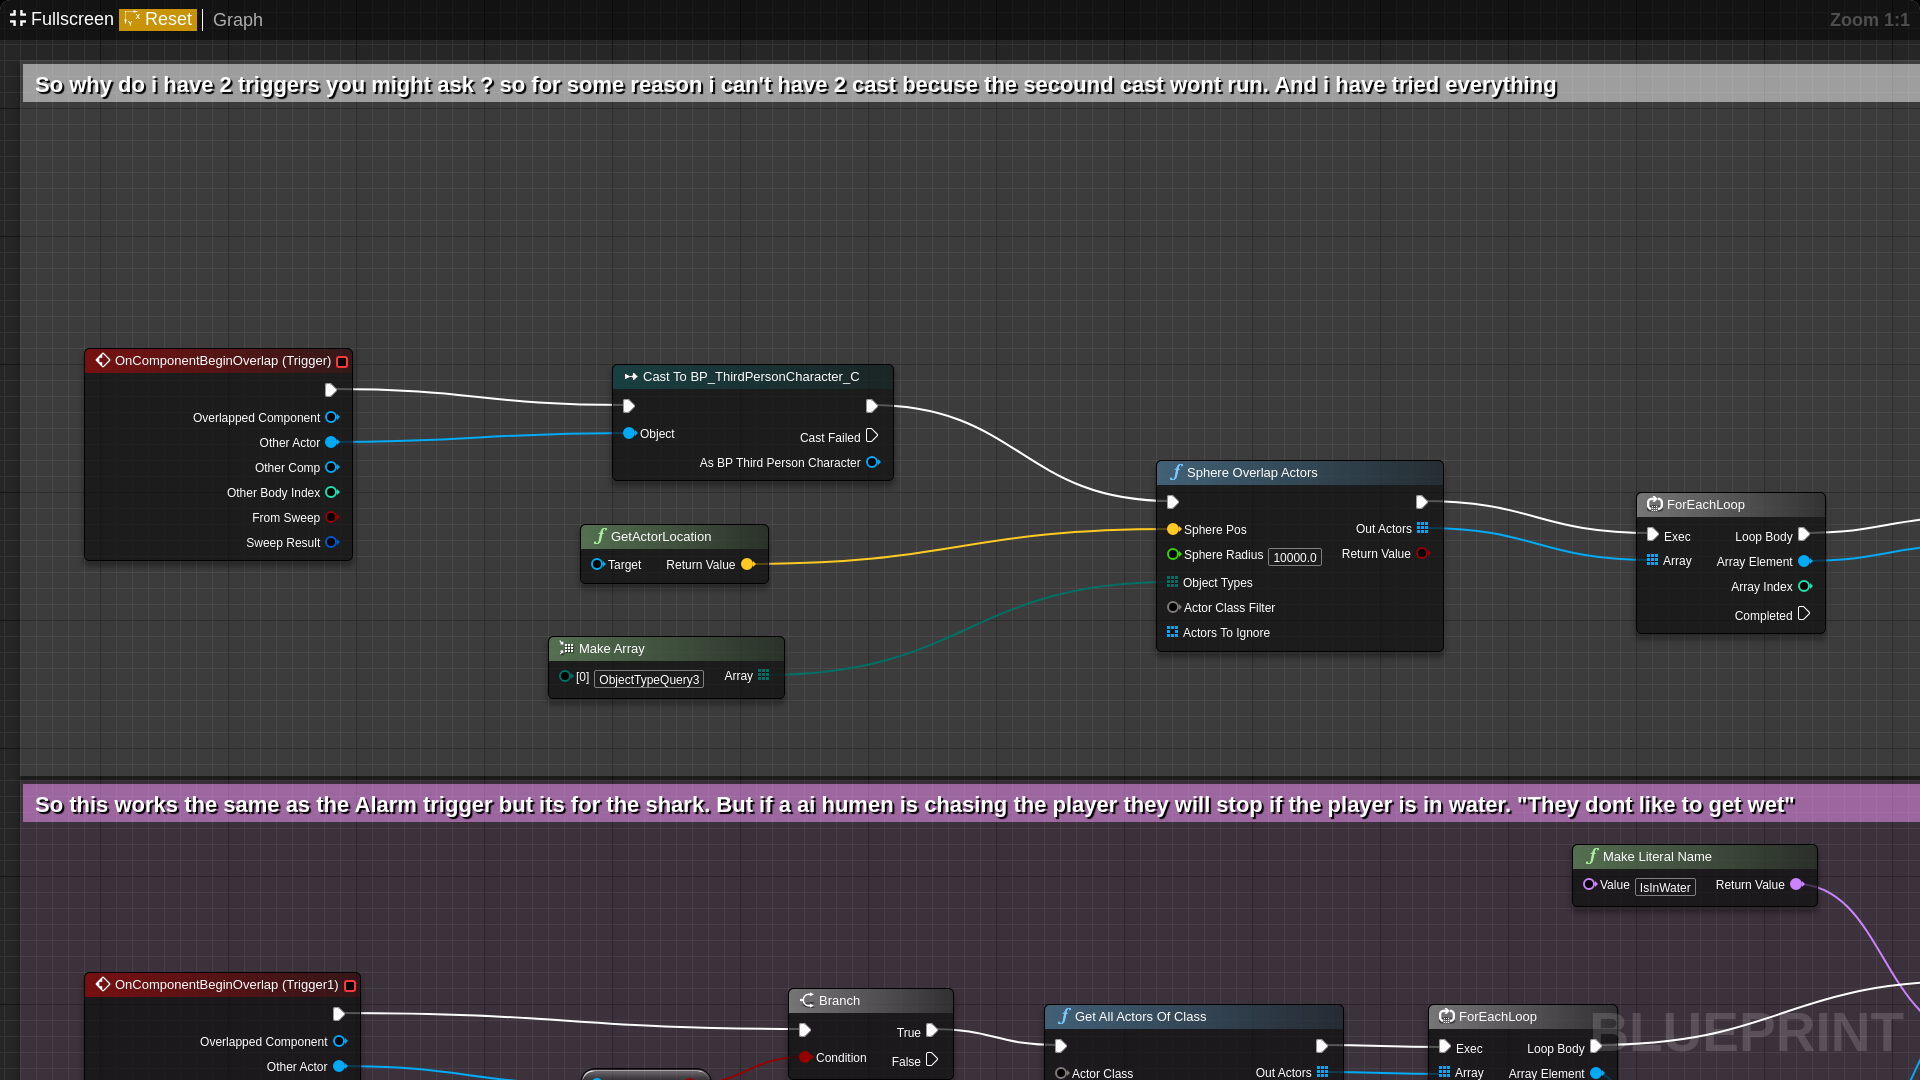 Fullscreen Reset Graph Zoom 1:1
So why do i have 2 triggers you might ask ? so for some reason i can't have 2 cast becuse the secound cast wont run. And i have tried everything
OnComponentBeginOverlap (Trigger)
Overlapped Component
Other Actor
Other Comp
Other Body Index
From Sweep
Sweep Result
Cast To BP_ThirdPersonCharacter_C
Object
Cast Failed
As BP Third Person Character
GetActorLocation
Target Return Value
Make Array
[0] ObjectTypeQuery3 Array
Sphere Overlap Actors
Sphere Pos Out Actors
Sphere Radius 10000.0 Return Value
Object Types
Actor Class Filter
Actors To Ignore
ForEachLoop
Exec Loop Body
Array Array Element
Array Index
Completed
So this works the same as the Alarm trigger but its for the shark. But if a ai humen is chasing the player they will stop if the player is in water. "They dont like to get wet"
Make Literal Name
Value IsInWater Return Value
OnComponentBeginOverlap (Trigger1)
Overlapped Component
Other Actor
Branch
True
Condition
False
Get All Actors Of Class
Actor Class Out Actors
ForEachLoop
Exec Loop Body
Array Array Element
BLUEPRINT